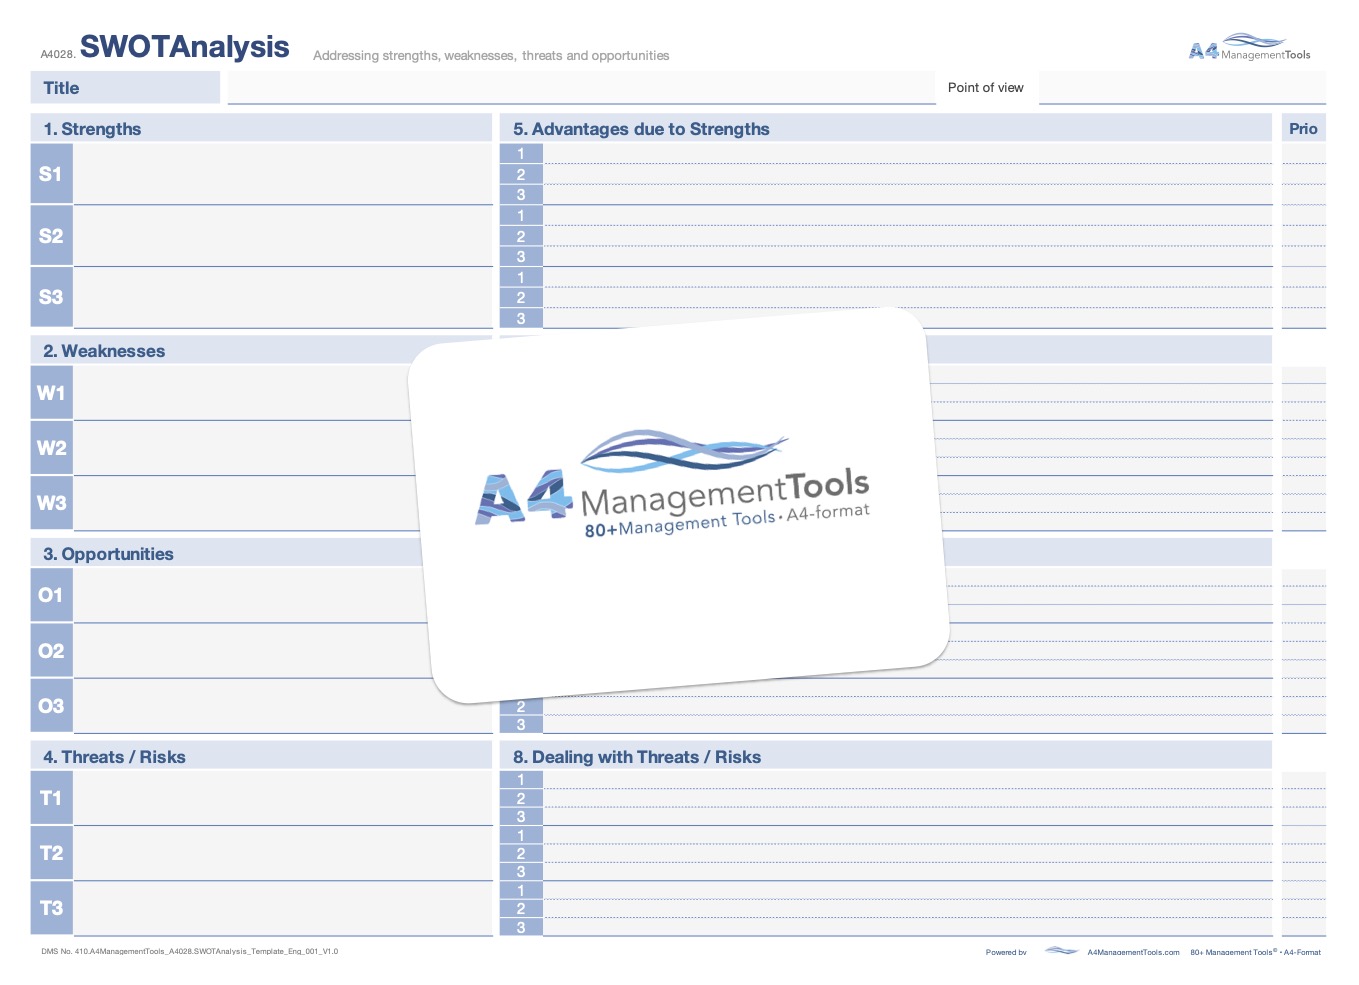 A4028. SWOTAnalysis Addressing strengths, weaknesses, threats and opportunities A4 ManagementTools
Title Point of view
1. Strengths 5. Advantages due to Strengths Prio
S1
1
2
3
S2
1
2
3
S3
1
2
3
2. Weaknesses
W1
W2
W3
A4 ManagementTools
80+Management Tools · A4-format
3. Opportunities
O1
O2
O3
2
3
4. Threats / Risks 8. Dealing with Threats / Risks
T1
1
2
3
T2
1
2
3
T3
1
2
3
DMS No. 410.A4ManagementTools_A4028.SWOTAnalysis_Template_Eng_001_V1.0 Powered by A4ManagementTools.com 80+ Management Tools® • A4-Format